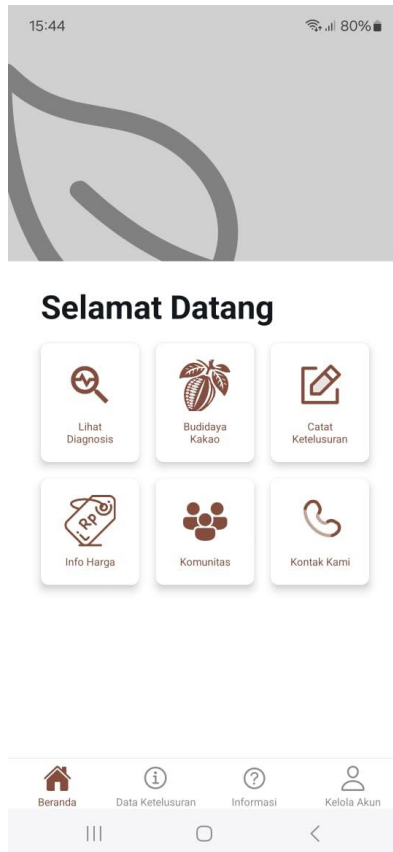 15:44
80%
Selamat Datang
Lihat
Diagnosis
Budidaya
Kakao
Catat
Ketelusuran
Rp
Info Harga
Komunitas
Kontak Kami
Beranda
Data Ketelusuran
Informasi
Kelola Akun